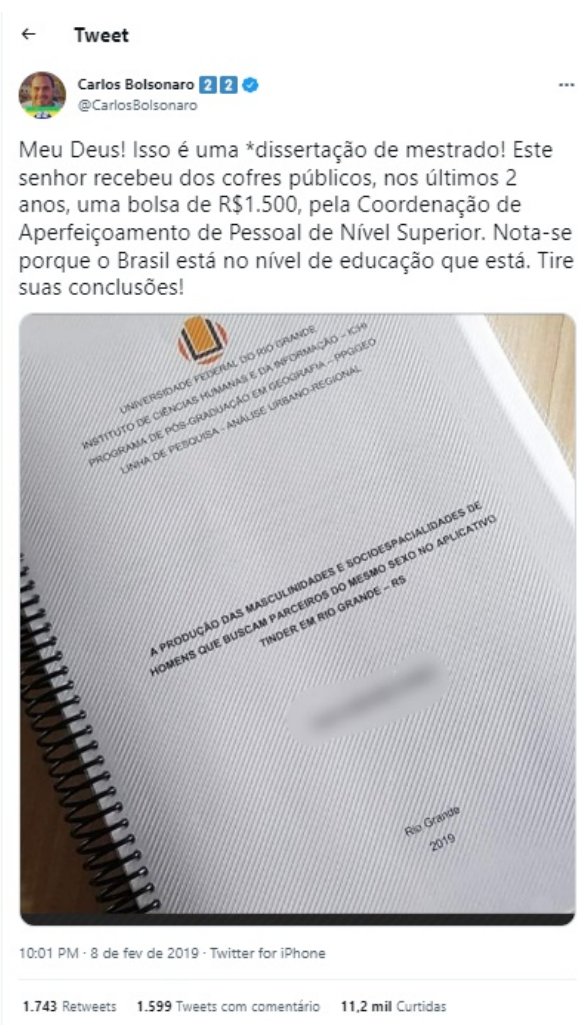 Tweet
Carlos Bolsonaro 2 2
@CarlosBolsonaro
Meu Deus! Isso é uma *dissertação de mestrado! Este
senhor recebeu dos cofres públicos, nos últimos 2
anos, uma bolsa de R$1.500, pela Coordenação de
Aperfeiçoamento de Pessoal de Nível Superior. Nota-se
porque o Brasil está no nível de educação que está. Tire
suas conclusões!
UNIVERSIDADE FEDERAL DO RIO GRANDE
INSTITUTO DE CIÊNCIAS HUMANAS E DA INFORMAÇÃO – ICHI
PROGRAMA DE PÓS-GRADUAÇÃO EM GEOGRAFIA – PPGGEO
LINHA DE PESQUISA - ANÁLISE URBANO-REGIONAL
A PRODUÇÃO DAS MASCULINIDADES E SOCIOESPACIALIDADES DE
HOMENS QUE BUSCAM PARCEIROS DO MESMO SEXO NO APLICATIVO
TINDER EM RIO GRANDE – RS
Rio Grande
2019
10:01 PM · 8 de fev de 2019 · Twitter for iPhone
1.743 Retweets 1.599 Tweets com comentário 11,2 mil Curtidas